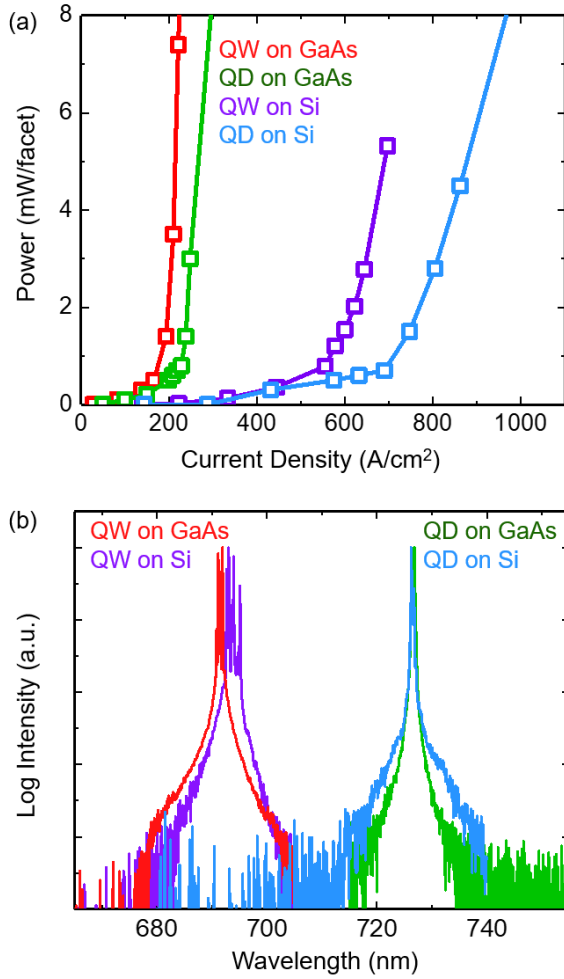 (a)
QW on GaAs
QD on GaAs
QW on Si
QD on Si
8
6
4
2
0
Power (mW/facet)
0 200 400 600 800 1000
Current Density (A/cm²)
(b)
QW on GaAs
QW on Si
QD on GaAs
QD on Si
Log Intensity (a.u.)
680 700 720 740
Wavelength (nm)